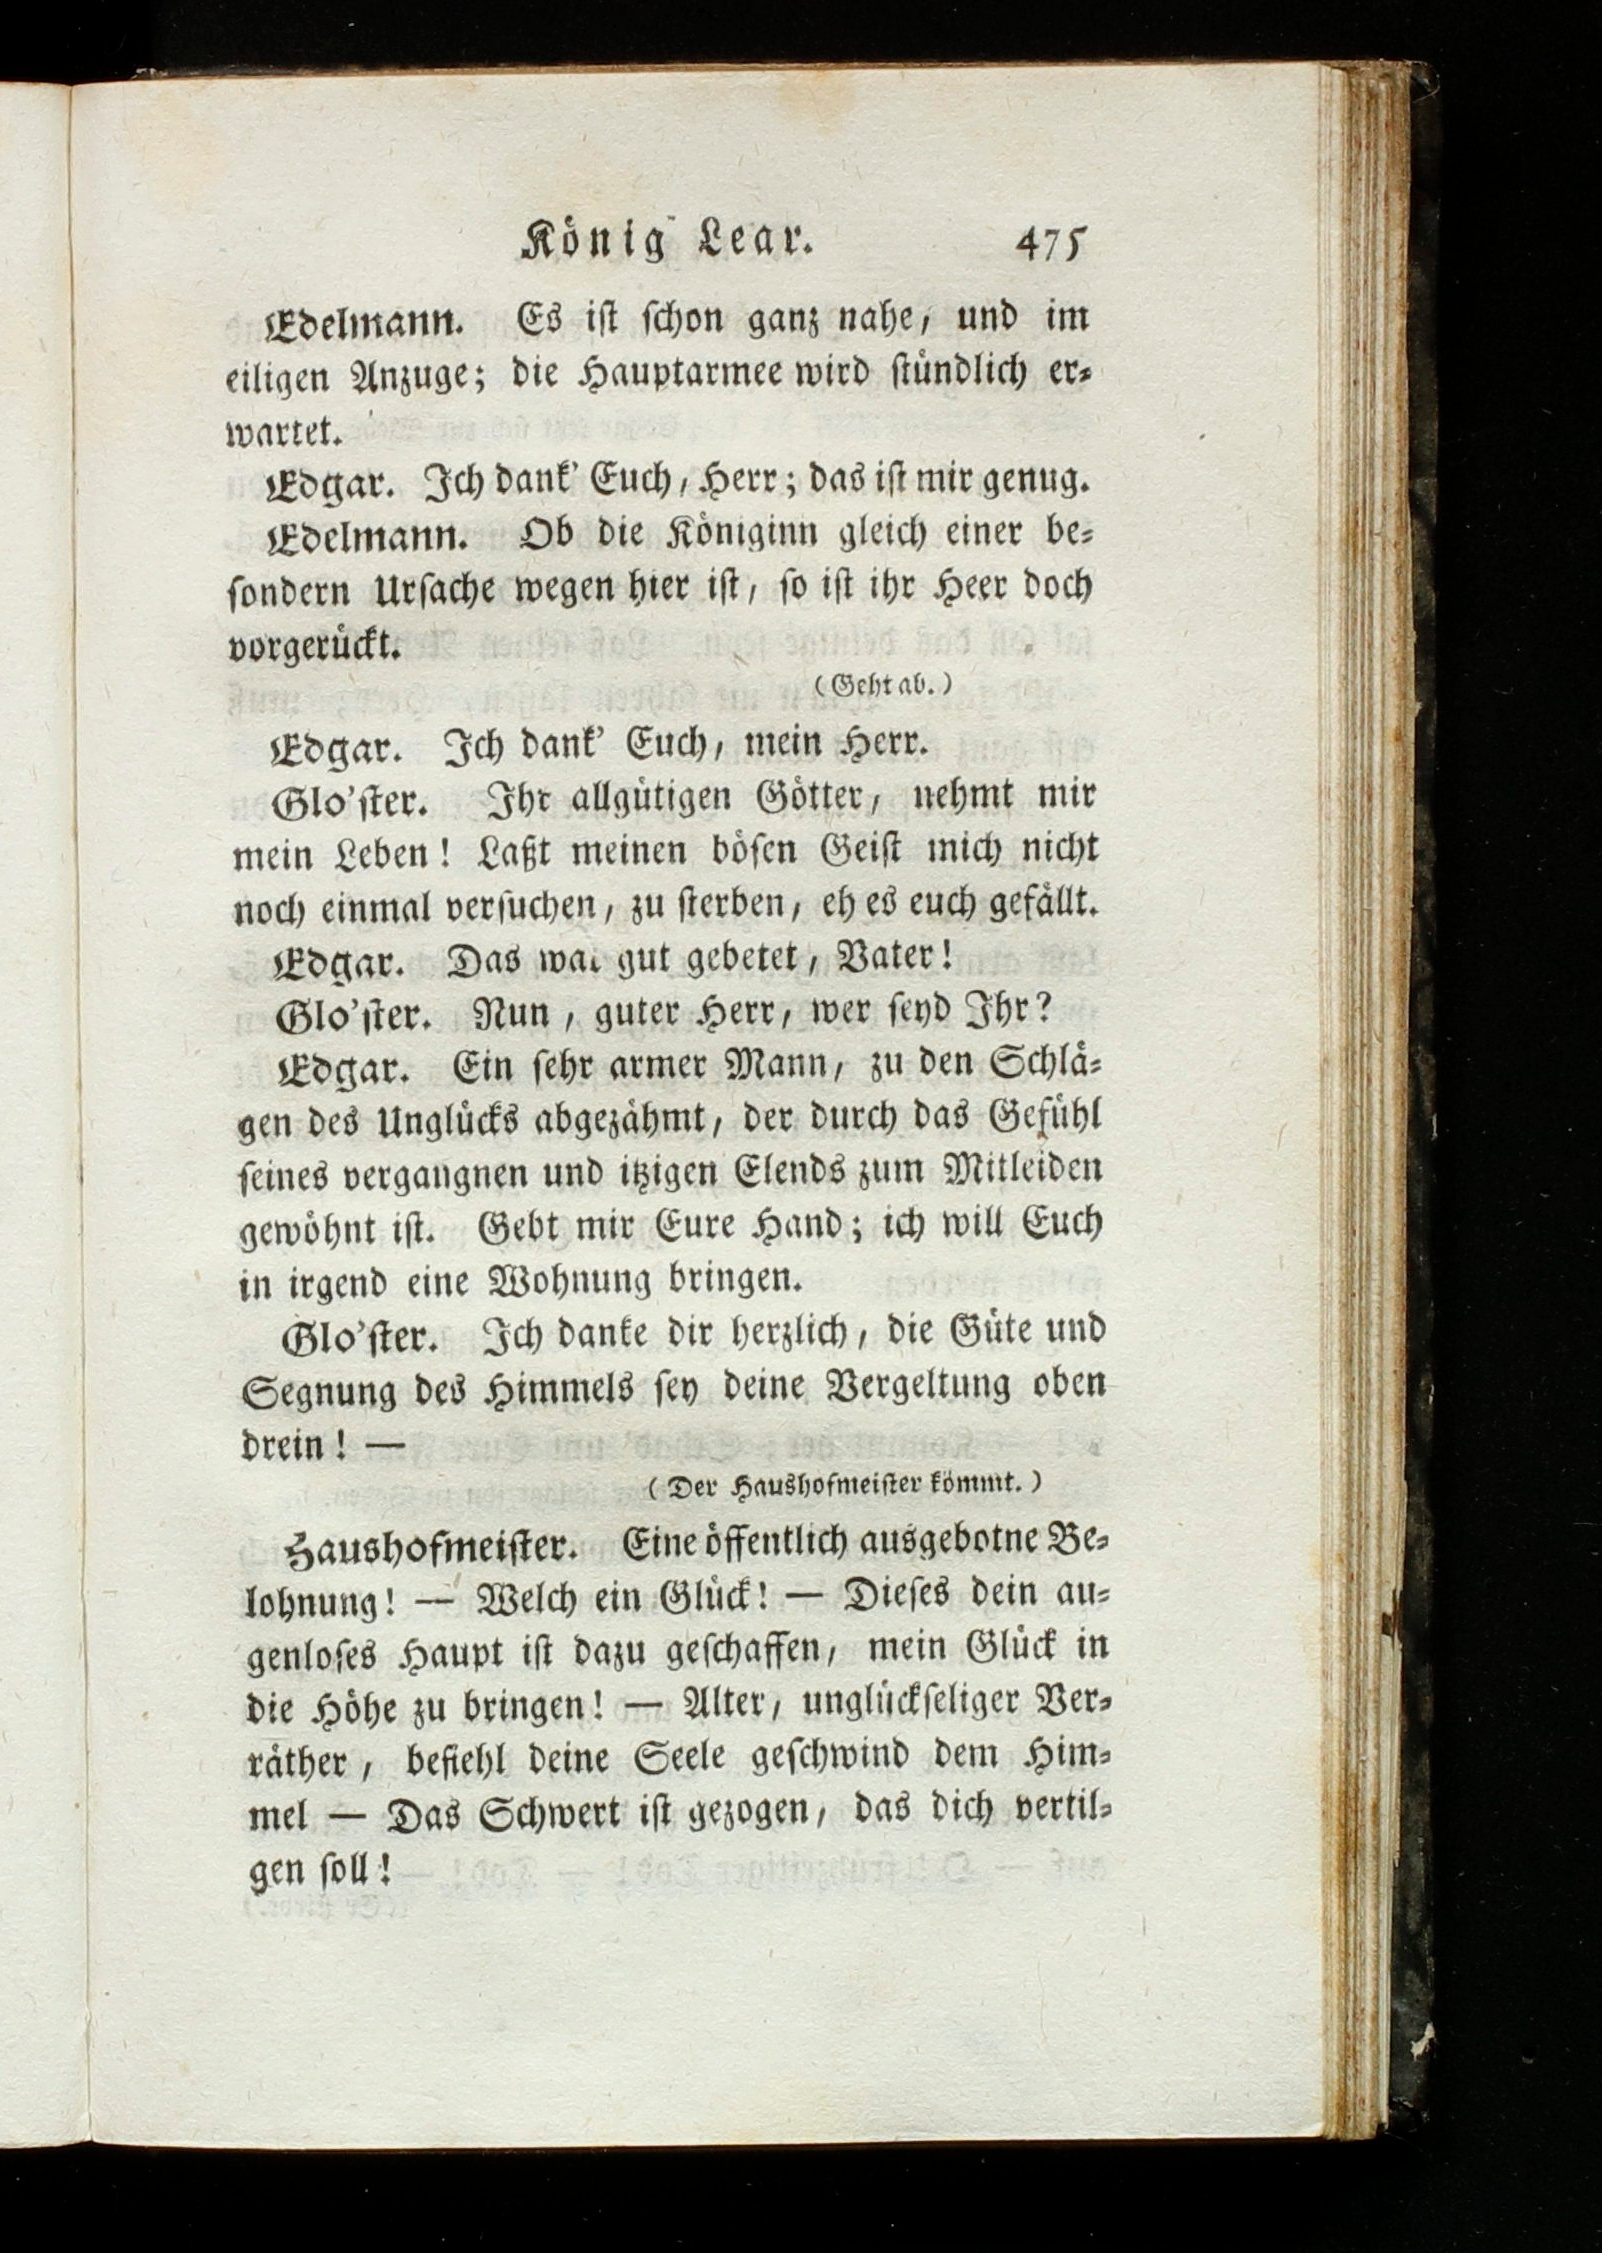 König Lear. 475
Edelmann. Es ist schon ganz nahe, und im
eiligen Anzuge; die Hauptarmee wird stündlich er-
wartet.
Edgar. Ich dank' Euch, Herr; das ist mir genug.
Edelmann. Ob die Königinn gleich einer be-
sondern Ursache wegen hier ist, so ist ihr Heer doch
vorgerückt.
(Geht ab.)
Edgar. Ich dank' Euch, mein Herr.
Glo'ster. Ihr allgütigen Götter, nehmt mir
mein Leben! Laßt meinen bösen Geist mich nicht
noch einmal versuchen, zu sterben, eh es euch gefällt.
Edgar. Das war gut gebetet, Vater!
Glo'ster. Nun, guter Herr, wer seyd Ihr?
Edgar. Ein sehr armer Mann, zu den Schlä-
gen des Unglücks abgezähmt, der durch das Gefühl
seines vergangnen und itzigen Elends zum Mitleiden
gewöhnt ist. Gebt mir Eure Hand; ich will Euch
in irgend eine Wohnung bringen.
Glo'ster. Ich danke dir herzlich, die Güte und
Segnung des Himmels sey deine Vergeltung oben
drein! —
(Der Haushofmeister kömmt.)
Haushofmeister. Eine öffentlich ausgebotne Be-
lohnung! — Welch ein Glück! — Dieses dein au-
genloses Haupt ist dazu geschaffen, mein Glück in
die Höhe zu bringen! — Alter, unglückseliger Ver-
räther, befiehl deine Seele geschwind dem Him-
mel — Das Schwert ist gezogen, das dich vertil-
gen soll!